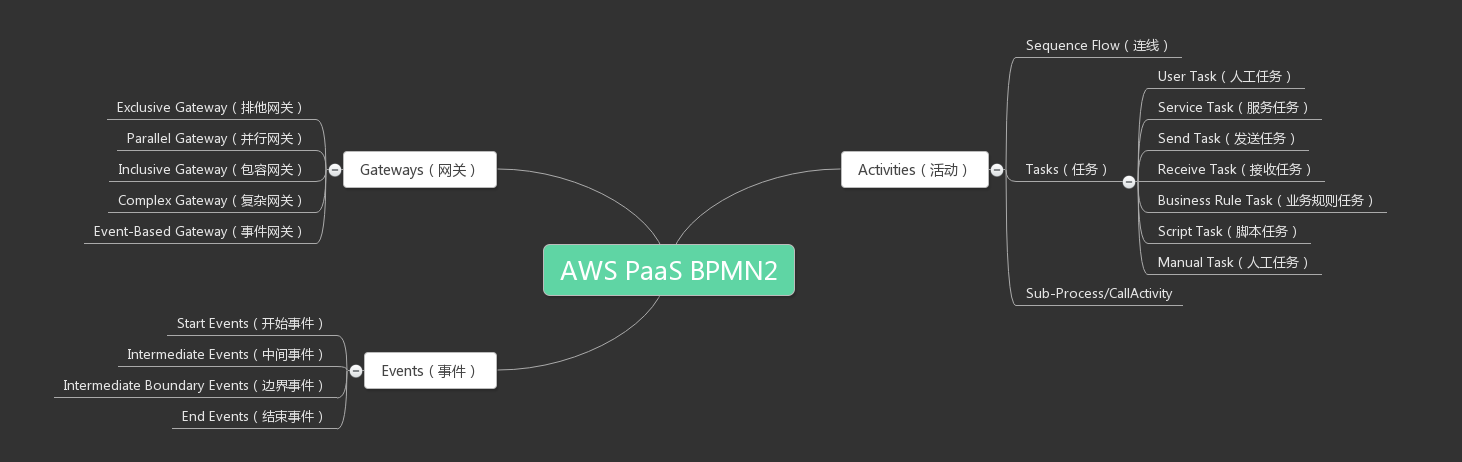 AWS PaaS BPMN2
Gateways（网关）
Exclusive Gateway（排他网关）
Parallel Gateway（并行网关）
Inclusive Gateway（包容网关）
Complex Gateway（复杂网关）
Event-Based Gateway（事件网关）
Events（事件）
Start Events（开始事件）
Intermediate Events（中间事件）
Intermediate Boundary Events（边界事件）
End Events（结束事件）
Activities（活动）
Sequence Flow（连线）
Tasks（任务）
User Task（人工任务）
Service Task（服务任务）
Send Task（发送任务）
Receive Task（接收任务）
Business Rule Task（业务规则任务）
Script Task（脚本任务）
Manual Task（人工任务）
Sub-Process/CallActivity